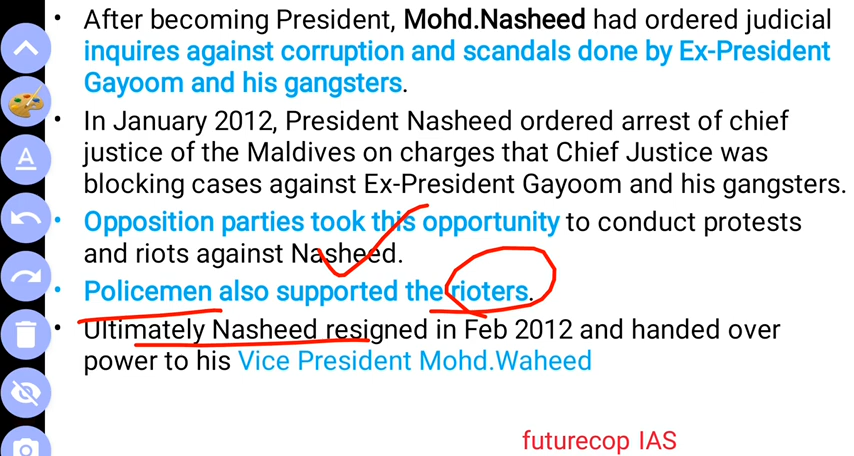 After becoming President, Mohd.Nasheed had ordered judicial
inquires against corruption and scandals done by Ex-President
Gayoom and his gangsters.
In January 2012, President Nasheed ordered arrest of chief
justice of the Maldives on charges that Chief Justice was
blocking cases against Ex-President Gayoom and his gangsters.
Opposition parties took this opportunity to conduct protests
and riots against Nasheed.
Policemen also supported the rioters.
Ultimately Nasheed resigned in Feb 2012 and handed over
power to his Vice President Mohd.Waheed
futurecop IAS